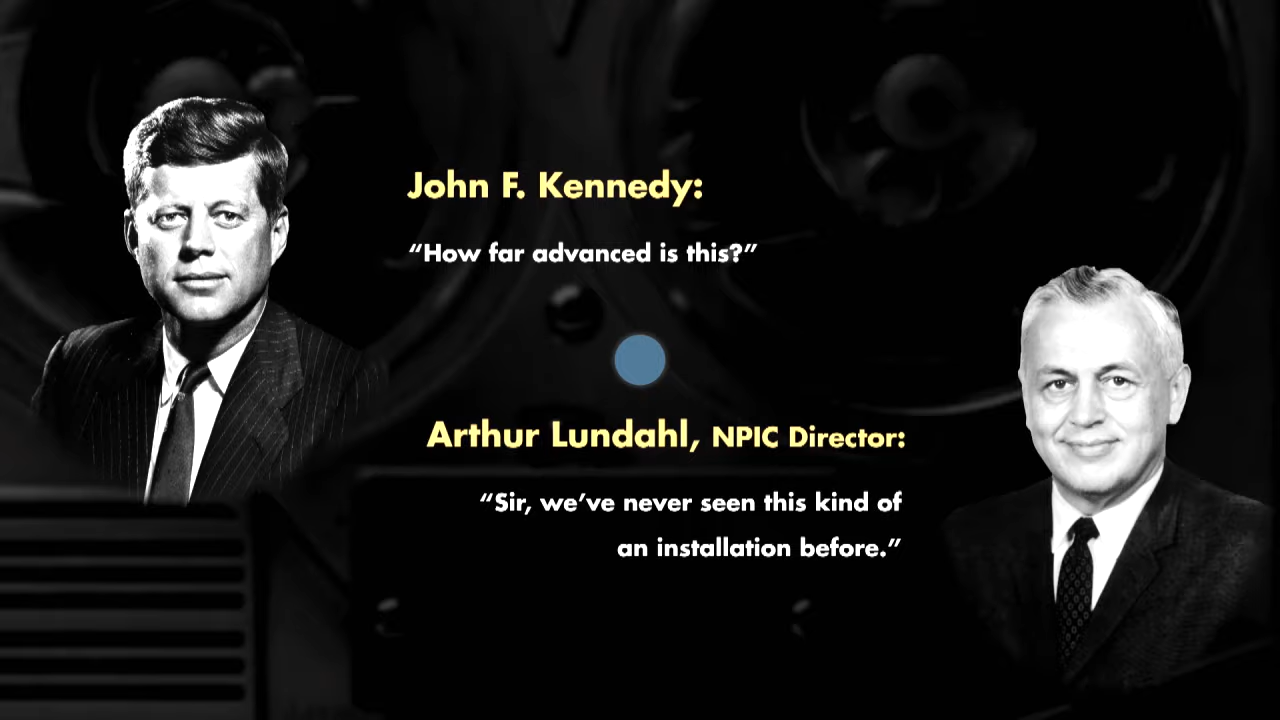 John F. Kennedy:
“How far advanced is this?”
Arthur Lundahl, NPIC Director:
“Sir, we’ve never seen this kind of
an installation before.”